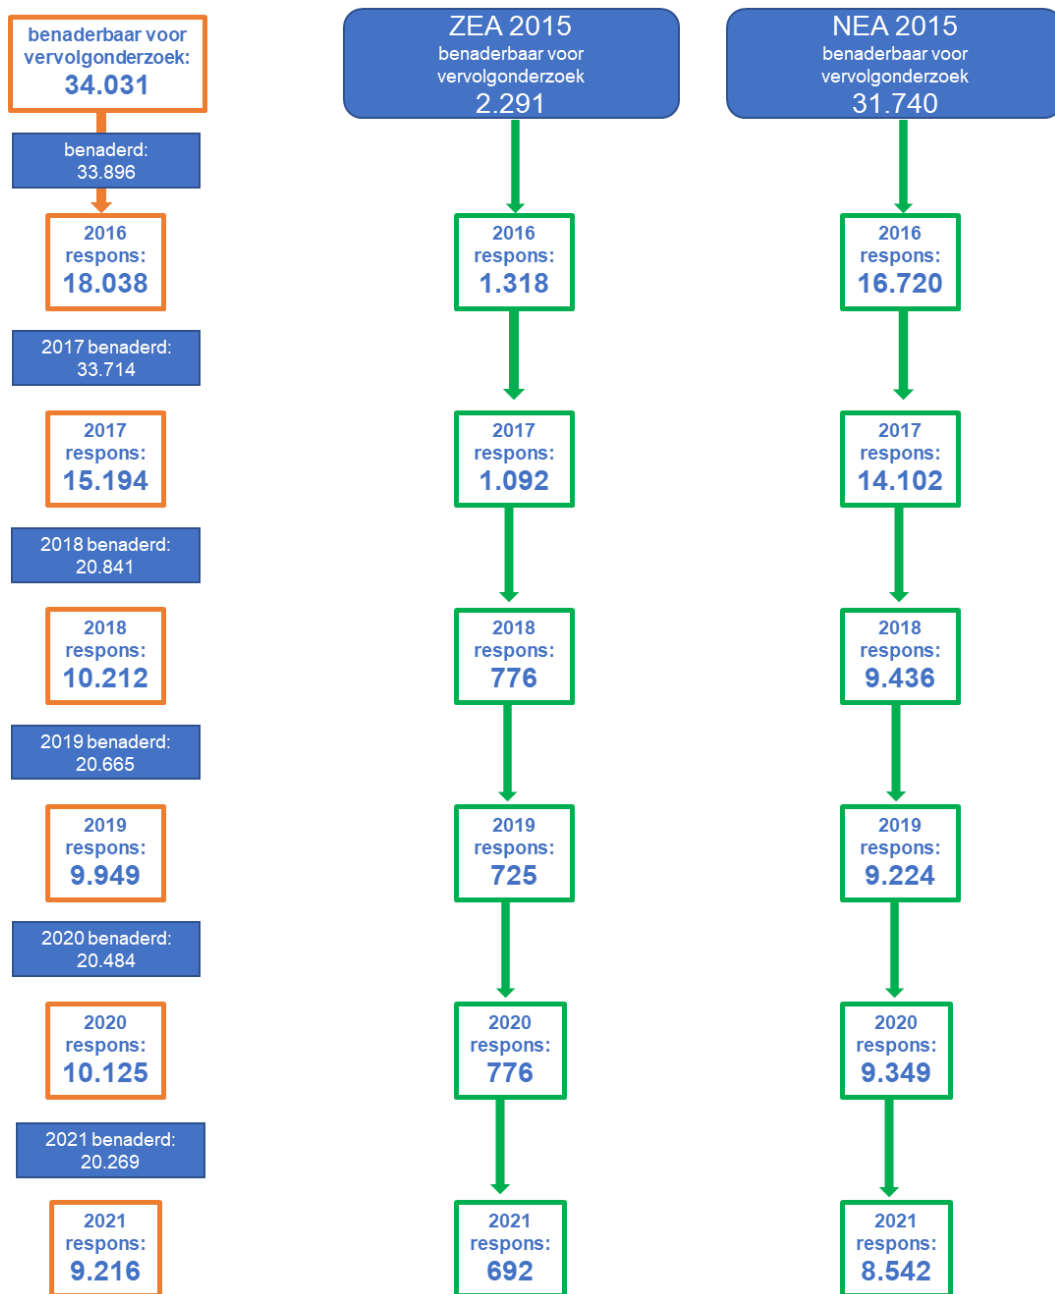 benaderbaar voor
vervolgonderzoek:
34.031
ZEA 2015
benaderbaar voor
vervolgonderzoek
2.291
NEA 2015
benaderbaar voor
vervolgonderzoek
31.740
benaderd:
33.896
2016
respons:
18.038
2016
respons:
1.318
2016
respons:
16.720
2017 benaderd:
33.714
2017
respons:
15.194
2017
respons:
1.092
2017
respons:
14.102
2018 benaderd:
20.841
2018
respons:
10.212
2018
respons:
776
2018
respons:
9.436
2019 benaderd:
20.665
2019
respons:
9.949
2019
respons:
725
2019
respons:
9.224
2020 benaderd:
20.484
2020
respons:
10.125
2020
respons:
776
2020
respons:
9.349
2021 benaderd:
20.269
2021
respons:
9.216
2021
respons:
692
2021
respons:
8.542